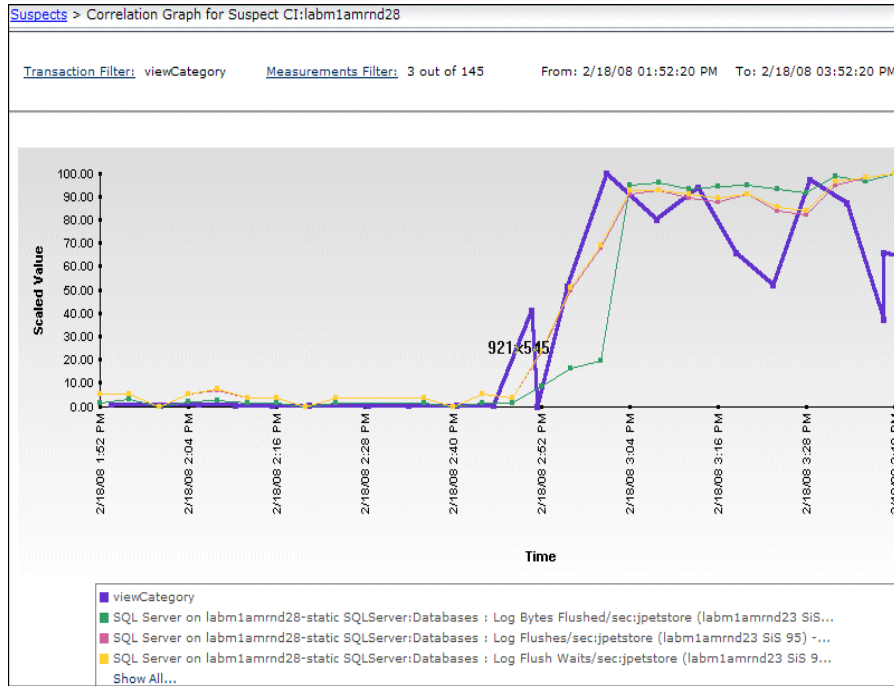 Suspects > Correlation Graph for Suspect CI:labm1amrnd28
Transaction Filter: viewCategory Measurements Filter: 3 out of 145 From: 2/18/08 01:52:20 PM To: 2/18/08 03:52:20 PM
100.00
90.00
80.00
70.00
60.00
50.00
40.00
30.00
20.00
10.00
0.00
Scaled Value
921×545
2/18/08 1:52 PM
2/18/08 2:04 PM
2/18/08 2:16 PM
2/18/08 2:28 PM
2/18/08 2:40 PM
2/18/08 2:52 PM
2/18/08 3:04 PM
2/18/08 3:16 PM
2/18/08 3:28 PM
Time
viewCategory
SQL Server on labm1amrnd28-static SQLServer:Databases : Log Bytes Flushed/sec:jpetstore (labm1amrnd23 SiS...
SQL Server on labm1amrnd28-static SQLServer:Databases : Log Flushes/sec:jpetstore (labm1amrnd23 SiS 95) -...
SQL Server on labm1amrnd28-static SQLServer:Databases : Log Flush Waits/sec:jpetstore (labm1amrnd23 SiS 9...
Show All...